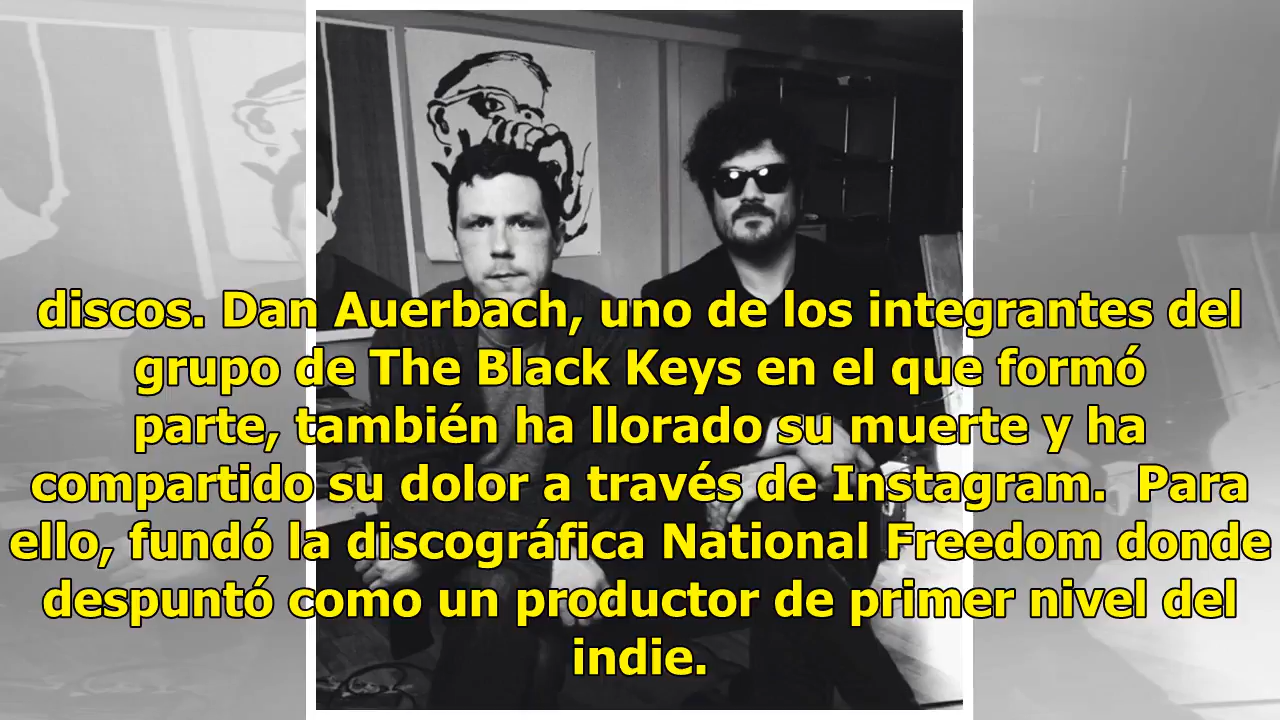 discos. Dan Auerbach, uno de los integrantes del
grupo de The Black Keys en el que formó
parte, también ha llorado su muerte y ha
compartido su dolor a través de Instagram.  Para
ello, fundó la discográfica National Freedom donde
despuntó como un productor de primer nivel del
indie.